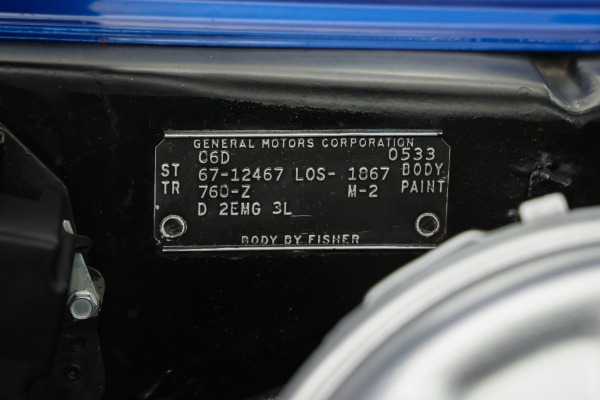 GENERAL MOTORS CORPORATION
06D 0533
ST 67-12467 LOS- 1867 BODY
TR 760-Z M-2 PAINT
D 2EMG 3L
BODY BY FISHER